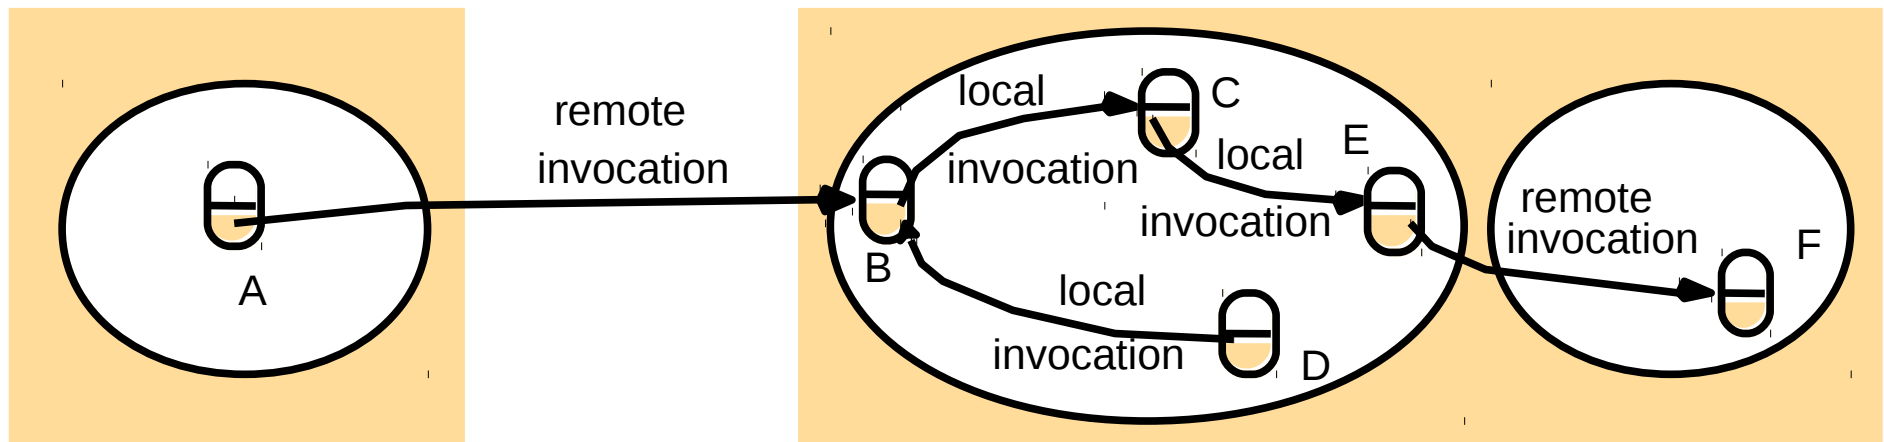 remote
invocation
A
local
invocation
C
local
invocation
E
B
local
invocation
D
remote
invocation
F